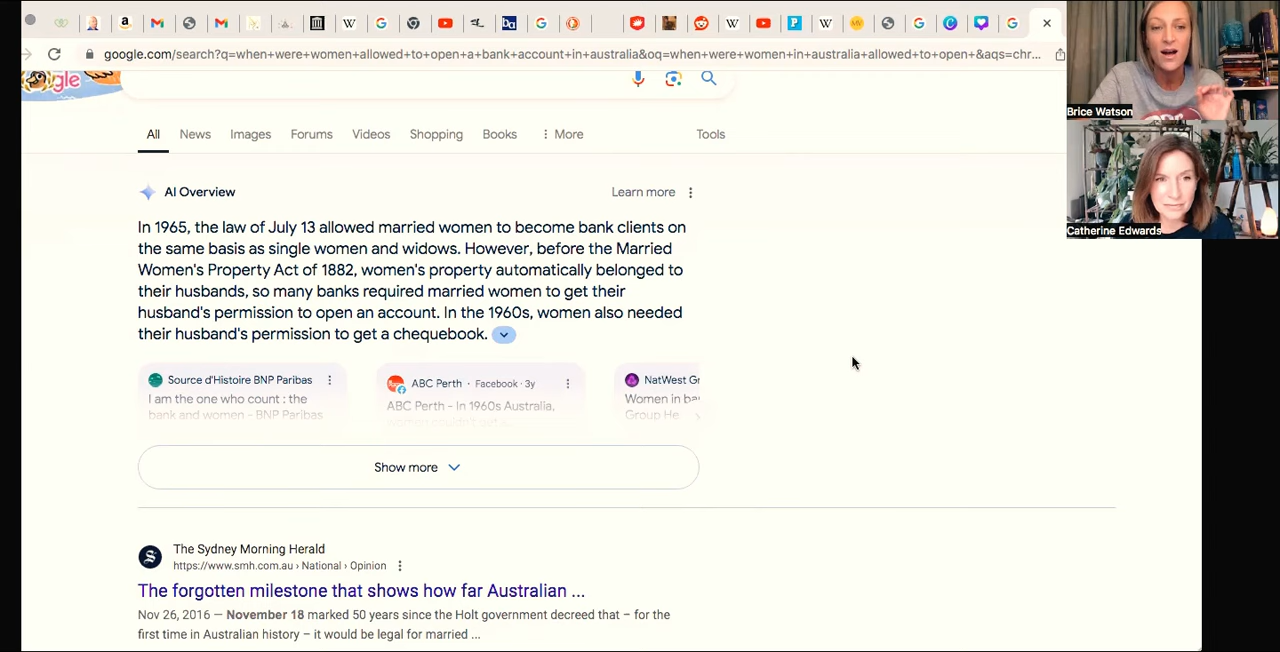 google.com/search?q=when+were+women+allowed+to+open+a+bank+account+in+australia&oq=when+were+women+in+australia+allowed+to+open+&aqs=chr...
Brice Watson
Catherine Edwards
All News Images Forums Videos Shopping Books More Tools
AI Overview Learn more
In 1965, the law of July 13 allowed married women to become bank clients on
the same basis as single women and widows. However, before the Married
Women's Property Act of 1882, women's property automatically belonged to
their husbands, so many banks required married women to get their
husband's permission to open an account. In the 1960s, women also needed
their husband's permission to get a chequebook.
Source d'Histoire BNP Paribas
I am the one who count : the
bank and women - BNP Paribas
ABC Perth · Facebook · 3y
ABC Perth - In 1960s Australia,
NatWest Gr
Women in ba
Group He
Show more
The Sydney Morning Herald
https://www.smh.com.au › National › Opinion
The forgotten milestone that shows how far Australian ...
Nov 26, 2016 — November 18 marked 50 years since the Holt government decreed that – for the
first time in Australian history – it would be legal for married ...